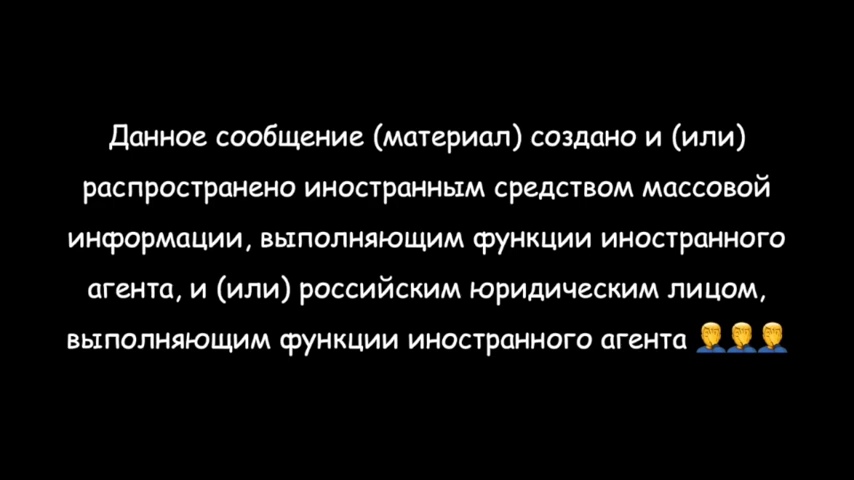 Данное сообщение (материал) создано и (или)
распространено иностранным средством массовой
информации, выполняющим функции иностранного
агента, и (или) российским юридическим лицом,
выполняющим функции иностранного агента 🤦‍♂️🤦‍♂️🤦‍♂️